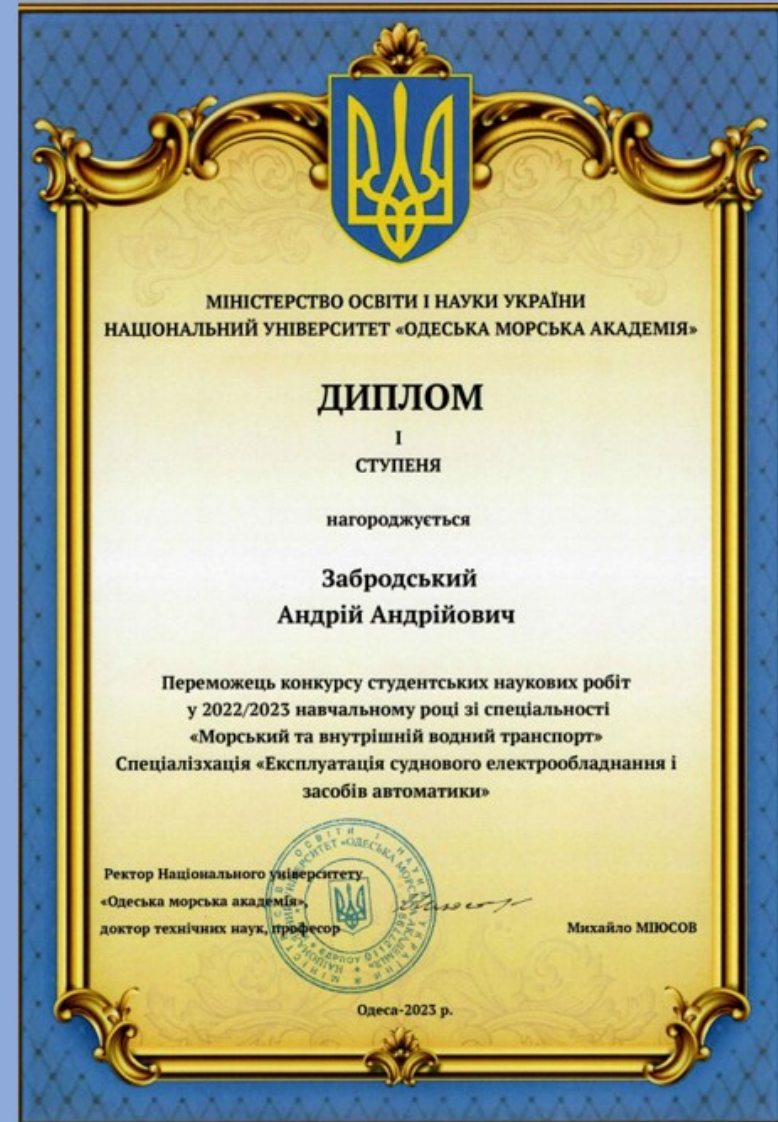 МІНІСТЕРСТВО ОСВІТИ І НАУКИ УКРАЇНИ
НАЦІОНАЛЬНИЙ УНІВЕРСИТЕТ «ОДЕСЬКА МОРСЬКА АКАДЕМІЯ»
ДИПЛОМ
І
СТУПЕНЯ
нагороджується
Забродський
Андрій Андрійович
Переможець конкурсу студентських наукових робіт
у 2022/2023 навчальному році зі спеціальності
«Морський та внутрішній водний транспорт»
Спеціалізхація «Експлуатація суднового електрообладнання і
засобів автоматики»
Ректор Національного університету
«Одеська морська академія»,
доктор технічних наук, професор
Михайло МІЮСОВ
Одеса-2023 р.